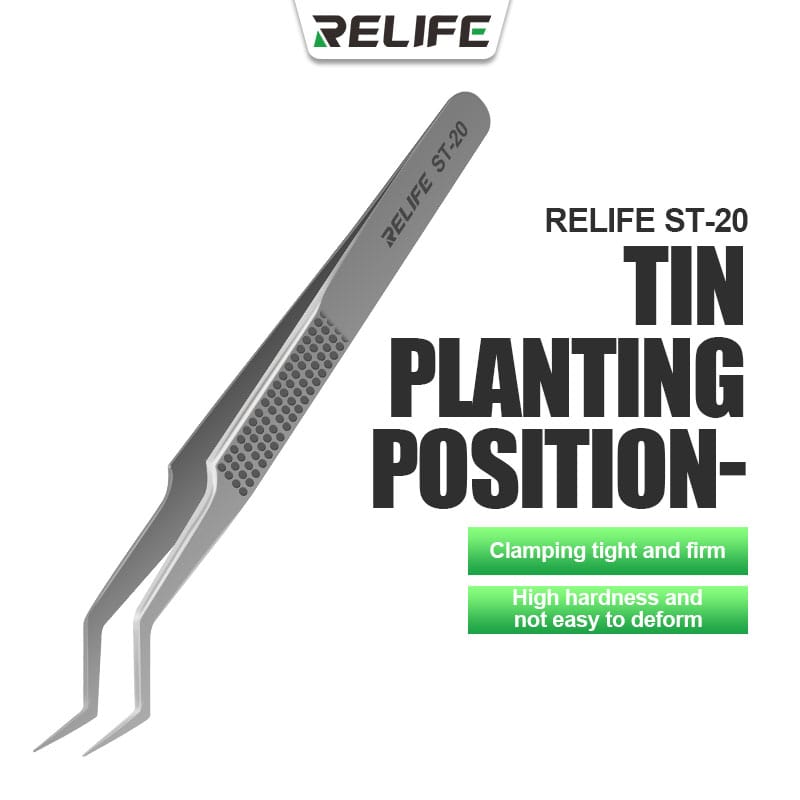 RELIFE
RELIFE ST-20
RELIFE ST-20
TIN
PLANTING
POSITION-
Clamping tight and firm
High hardness and
not easy to deform